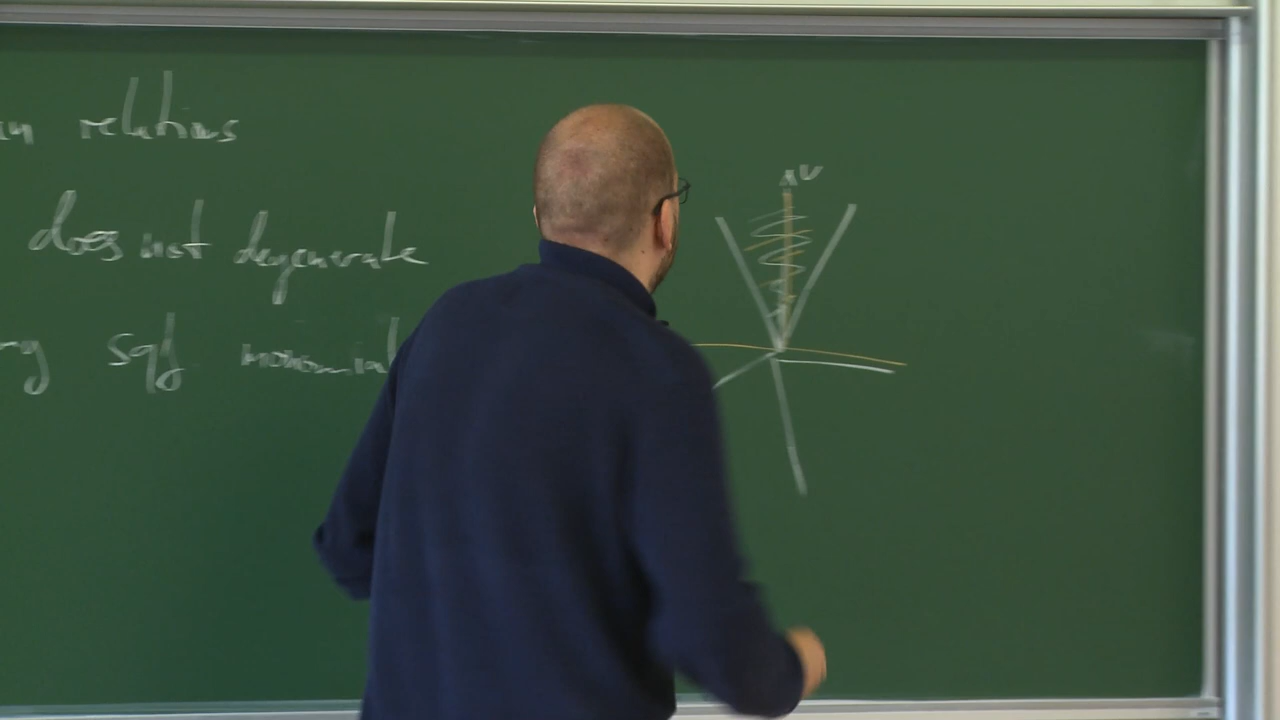 relations
does not degenerate
sqf monomial
v